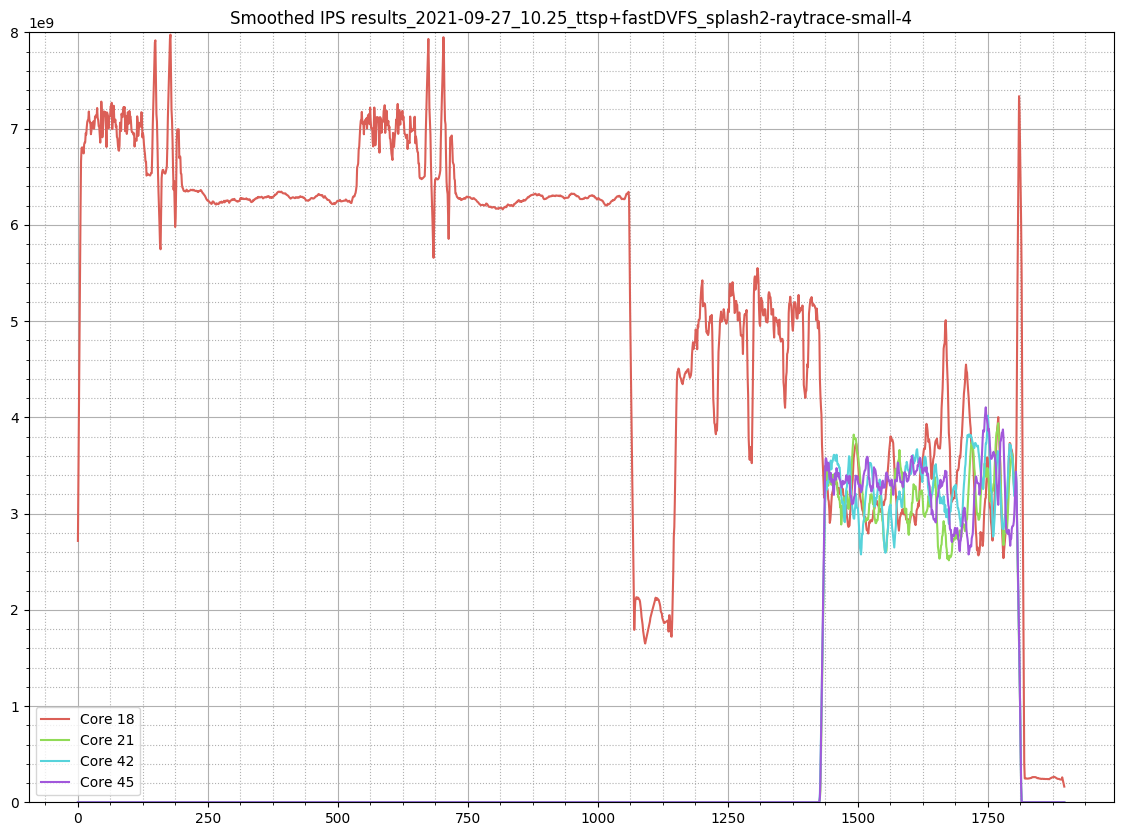 Smoothed IPS results_2021-09-27_10.25_ttsp+fastDVFS_splash2-raytrace-small-4
1e9
8
7
6
5
4
3
2
1
0
Core 18
Core 21
Core 42
Core 45
0 250 500 750 1000 1250 1500 1750